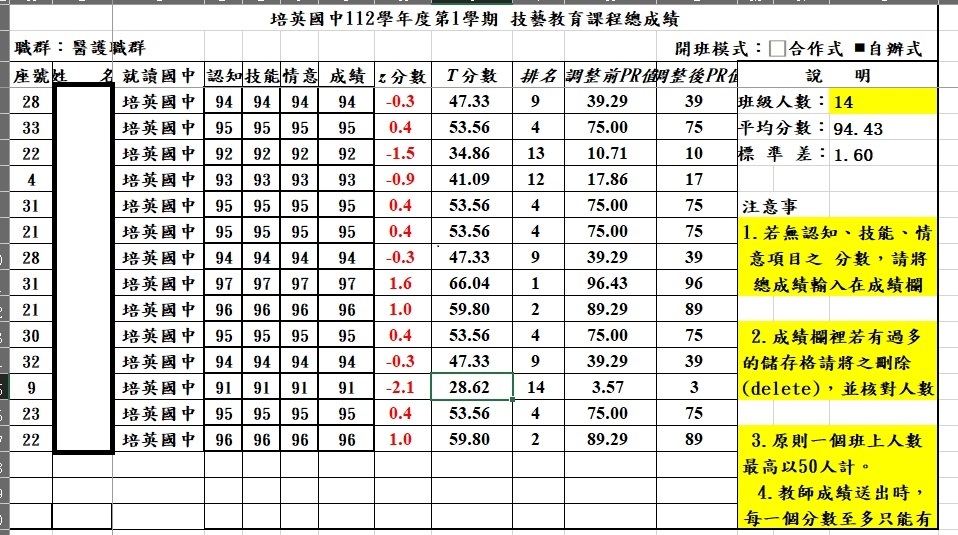 培英國中112學年度第1學期 技藝教育課程總成績
職群：醫護職群 開班模式：□合作式 ■自辦式
座號 姓 名 就讀國中 認知 技能 情意 成績 z分數 T分數 排名 調整前PR值 調整後PR值 說 明
28 培英國中 94 94 94 94 -0.3 47.33 9 39.29 39 班級人數：14
33 培英國中 95 95 95 95 0.4 53.56 4 75.00 75 平均分數：94.43
22 培英國中 92 92 92 92 -1.5 34.86 13 10.71 10 標 準 差：1.60
4 培英國中 93 93 93 93 -0.9 41.09 12 17.86 17
31 培英國中 95 95 95 95 0.4 53.56 4 75.00 75 注意事
21 培英國中 95 95 95 95 0.4 53.56 4 75.00 75 1.若無認知、技能、情
28 培英國中 94 94 94 94 -0.3 47.33 9 39.29 39 意項目之 分數，請將
31 培英國中 97 97 97 97 1.6 66.04 1 96.43 96 總成績輸入在成績欄
21 培英國中 96 96 96 96 1.0 59.80 2 89.29 89
30 培英國中 95 95 95 95 0.4 53.56 4 75.00 75 2.成績欄裡若有過多
32 培英國中 94 94 94 94 -0.3 47.33 9 39.29 39 的儲存格請將之刪除
9 培英國中 91 91 91 91 -2.1 28.62 14 3.57 3 (delete)，並核對人數
23 培英國中 95 95 95 95 0.4 53.56 4 75.00 75
22 培英國中 96 96 96 96 1.0 59.80 2 89.29 89 3.原則一個班上人數
最高以50人計。
4.教師成績送出時，
每一個分數至多只能有